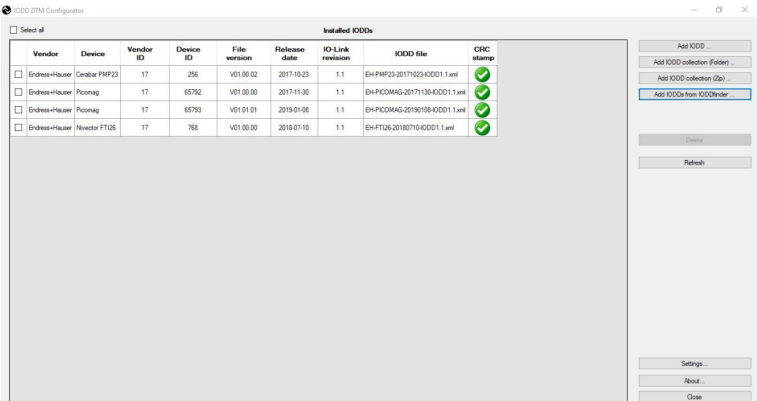 IODD DTM Configurator
Select all
Installed IODDs
Vendor Device Vendor ID Device ID File version Release date IO-Link revision IODD file CRC stamp
Endress+Hauser Cerabar PMP23 17 256 V01.00.02 2017-10-23 1.1 EH-PMP23-20171023-IODD1.1.xml
Endress+Hauser Picomag 17 65792 V01.00.00 2017-11-30 1.1 EH-PICOMAG-20171130-IODD1.1.xml
Endress+Hauser Picomag 17 65793 V01.01.01 2019-01-08 1.1 EH-PICOMAG-20190108-IODD1.1.xml
Endress+Hauser Nivector FTI26 17 768 V01.00.00 2018-07-10 1.1 EH-FTI26-20180710-IODD1.1.xml
Add IODD ...
Add IODD collection (Folder) ...
Add IODD collection (Zip) ...
Add IODDs from IODDfinder ...
Delete
Refresh
Settings...
About...
Close